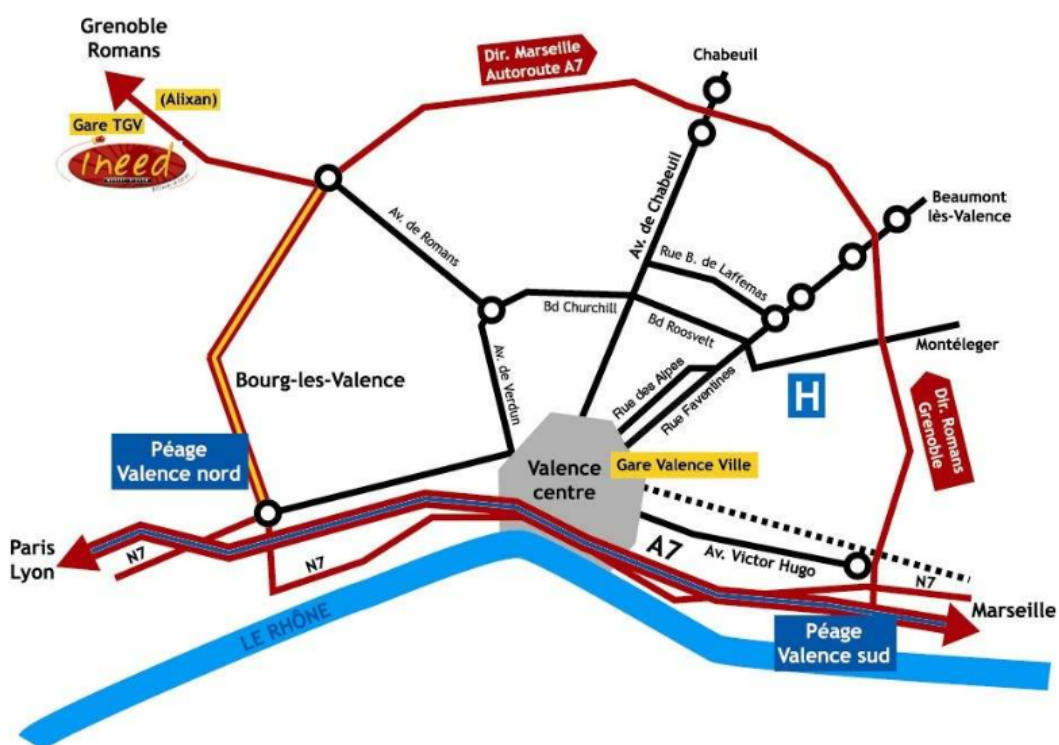 Grenoble
Romans
(Alixan)
Gare TGV
ineed
Dir. Marseille
Autoroute A7
Chabeuil
Av. de Chabeuil
Beaumont
lès-Valence
Av. de Romans
Rue B. de Laffemas
Bd Churchill
Bd Roosvelt
Montéleger
Av. de Verdun
Bourg-les-Valence
Rue des Alpes
Rue Faventines
H
Dir. Romans
Grenoble
Péage
Valence nord
Valence
centre
Gare Valence Ville
Paris
Lyon
N7
N7
A7
Av. Victor Hugo
N7
Marseille
LE RHÔNE
Péage
Valence sud